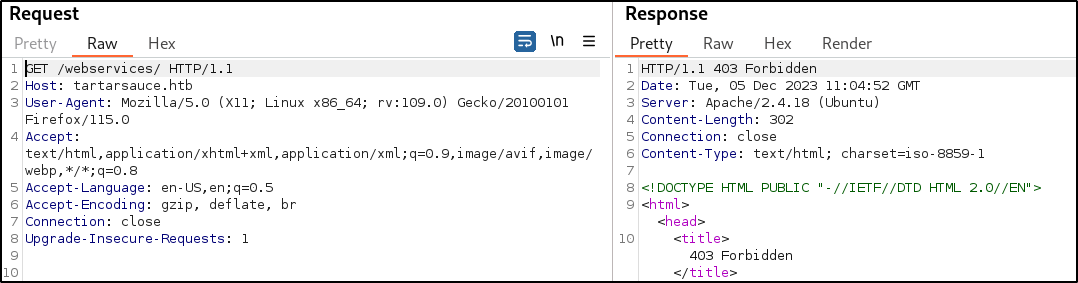 Request
Pretty Raw Hex
\n
1 GET /webservices/ HTTP/1.1
2 Host: tartarsauce.htb
3 User-Agent: Mozilla/5.0 (X11; Linux x86_64; rv:109.0) Gecko/20100101
Firefox/115.0
4 Accept:
text/html,application/xhtml+xml,application/xml;q=0.9,image/avif,image/
webp,*/*;q=0.8
5 Accept-Language: en-US,en;q=0.5
6 Accept-Encoding: gzip, deflate, br
7 Connection: close
8 Upgrade-Insecure-Requests: 1
9
10
Response
Pretty Raw Hex Render
1 HTTP/1.1 403 Forbidden
2 Date: Tue, 05 Dec 2023 11:04:52 GMT
3 Server: Apache/2.4.18 (Ubuntu)
4 Content-Length: 302
5 Connection: close
6 Content-Type: text/html; charset=iso-8859-1
7
8 <!DOCTYPE HTML PUBLIC "-//IETF//DTD HTML 2.0//EN">
9 <html>
<head>
10 <title>
403 Forbidden
</title>